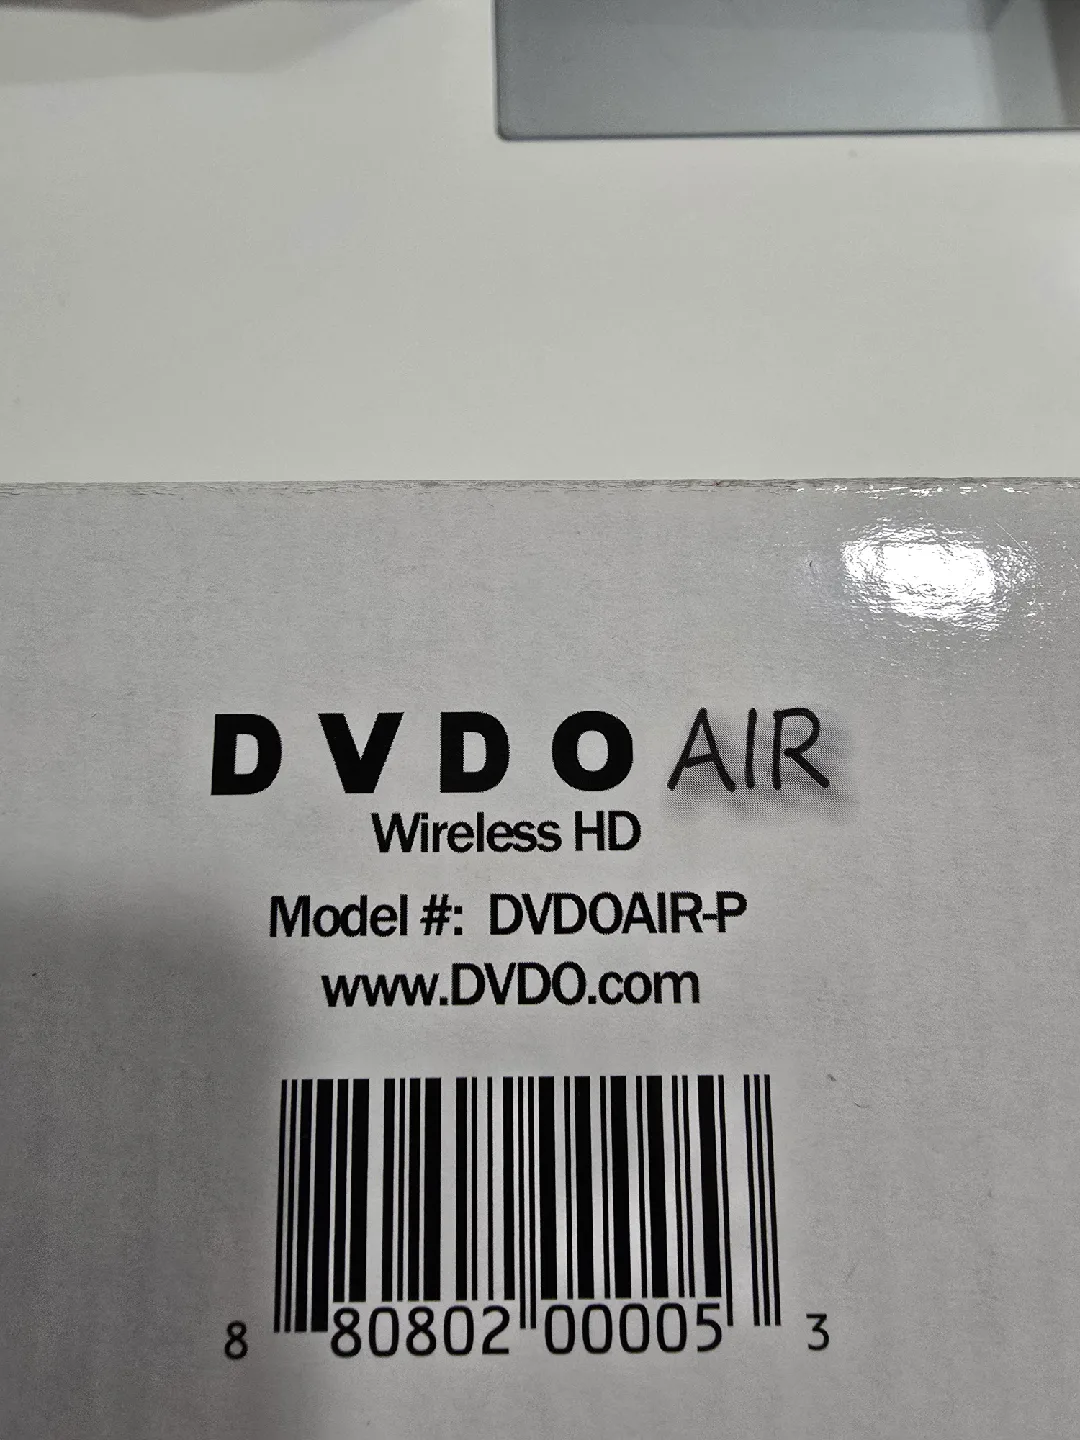 DVDO AIR
Wireless HD
Model #: DVDOAIR-P
www.DVDO.com
8 80802 00005 3